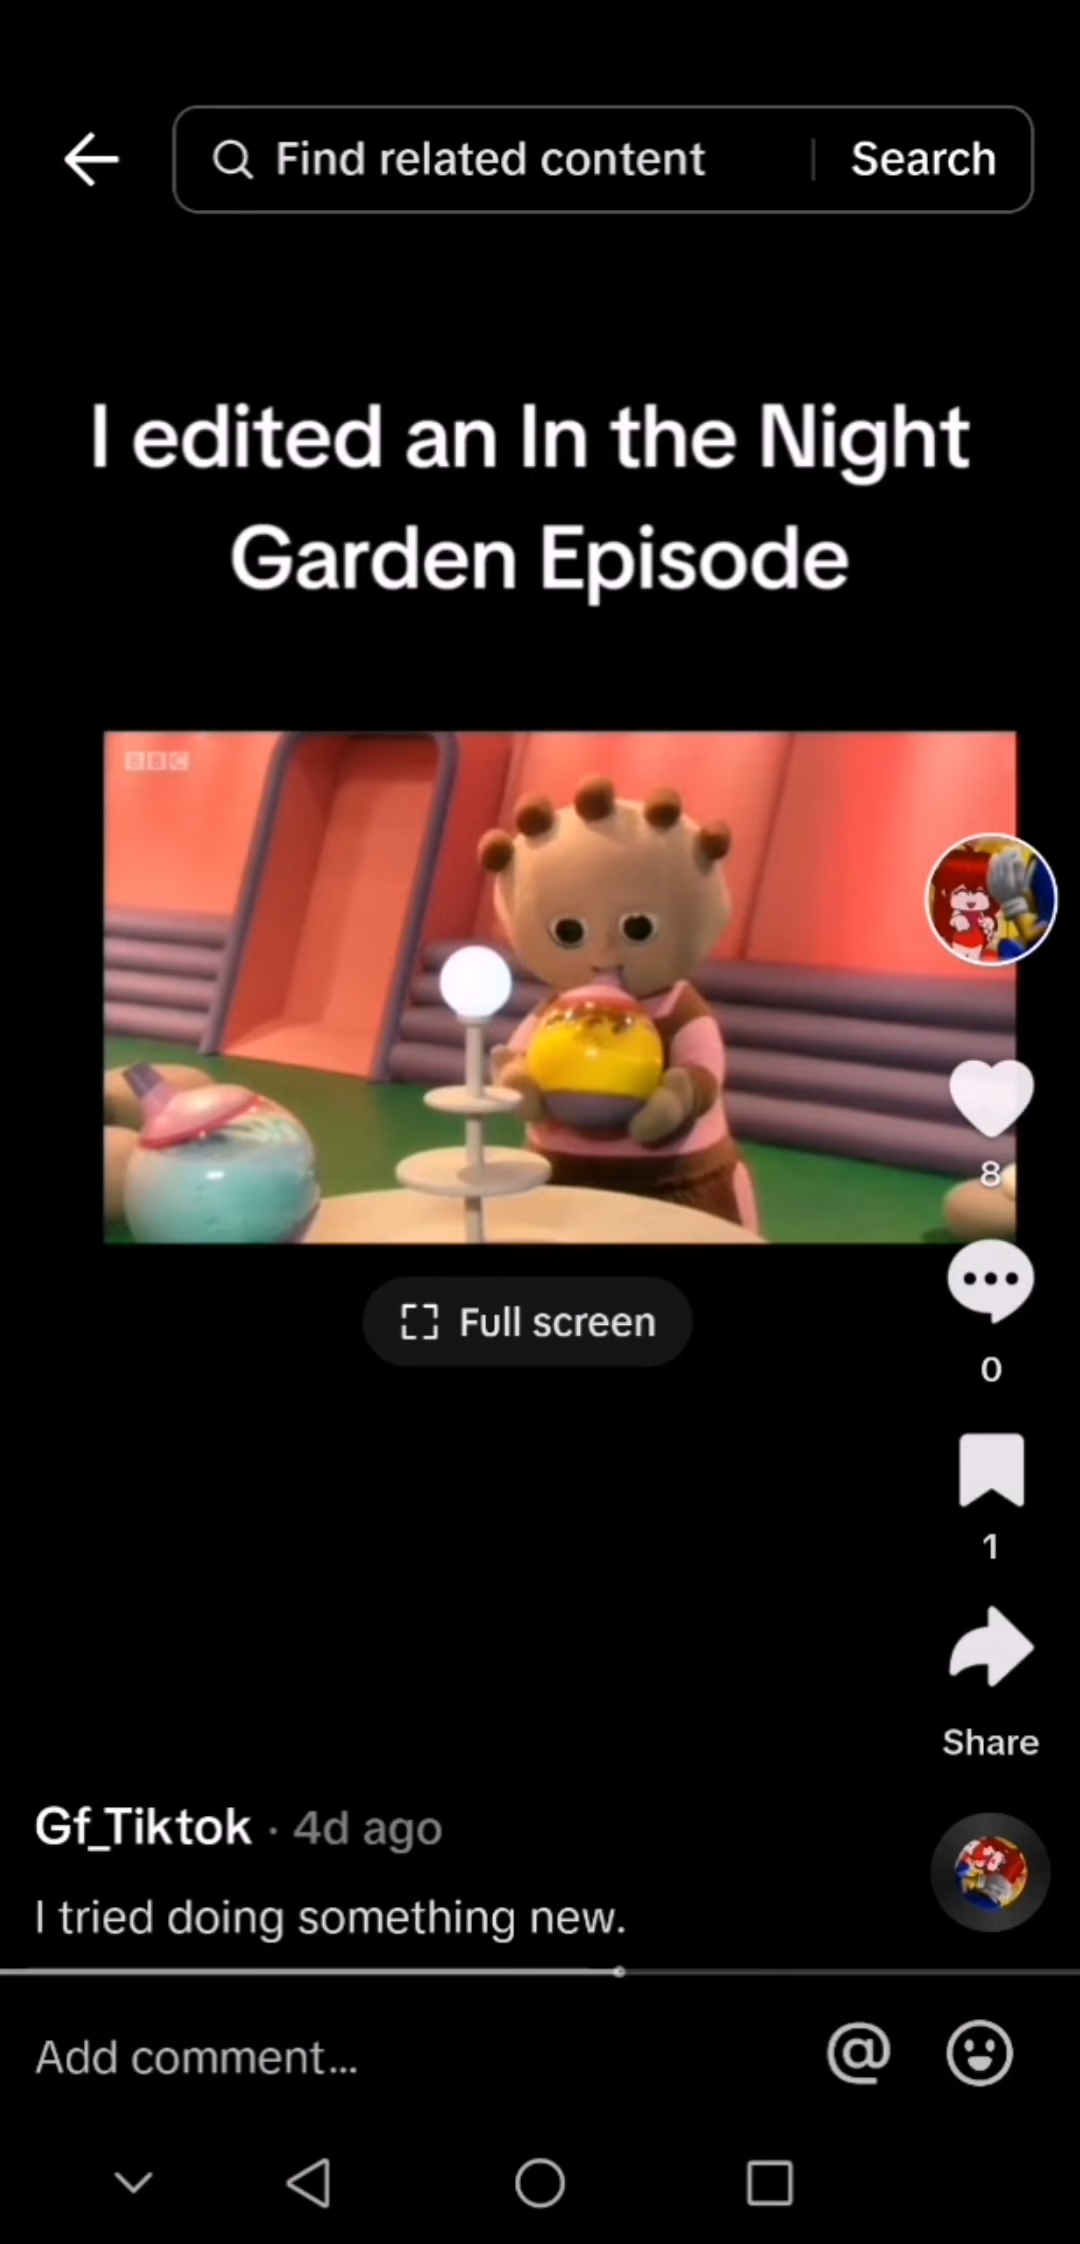 Find related content
Search
I edited an In the Night
Garden Episode
BBC
8
Full screen
0
1
Share
Gf_Tiktok · 4d ago
I tried doing something new.
Add comment...